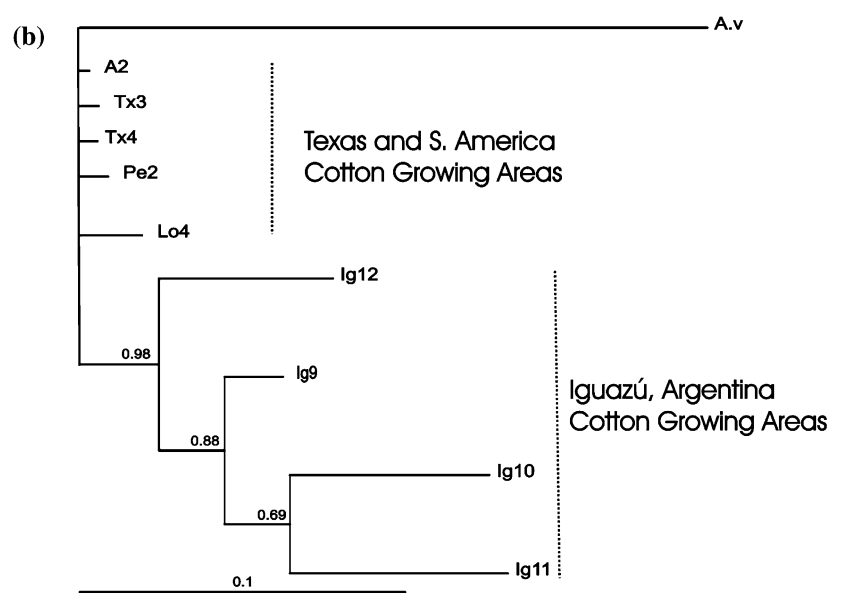 (b)
A.v
A2
Tx3
Tx4
Pe2
Lo4
Texas and S. America
Cotton Growing Areas
Ig12
0.98
Ig9
Iguazú, Argentina
Cotton Growing Areas
0.88
Ig10
0.69
Ig11
0.1